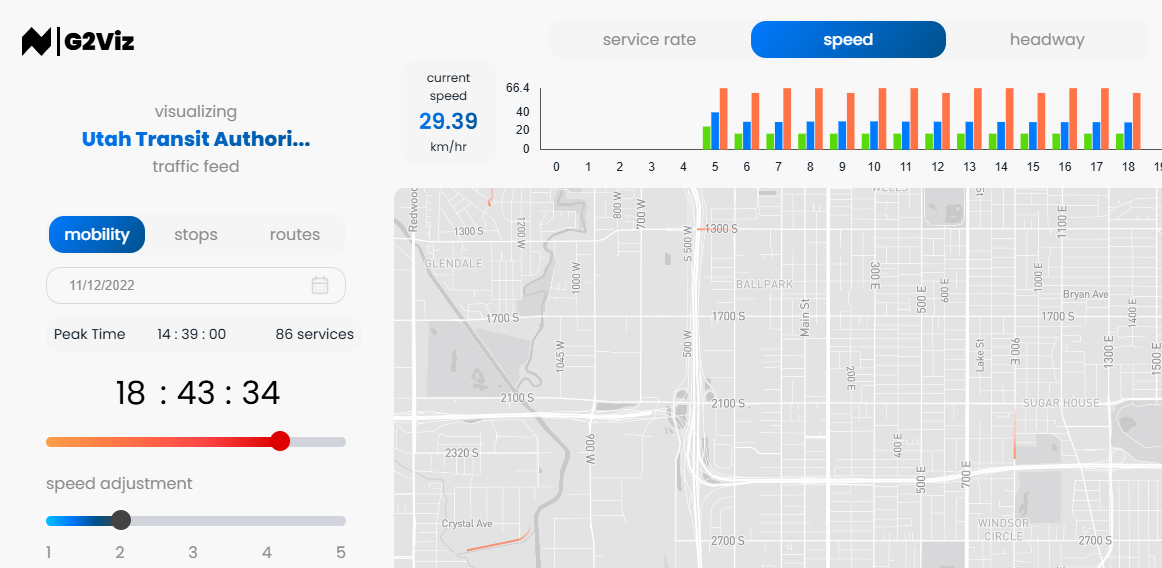 G2Viz
service rate
speed
headway
visualizing
Utah Transit Authori...
traffic feed
mobility
stops
routes
11/12/2022
Peak Time 14 : 39 : 00 86 services
18 : 43 : 34
speed adjustment
1 2 3 4 5
current
speed
29.39
km/hr
66.4
40
20
0
0 1 2 3 4 5 6 7 8 9 10 11 12 13 14 15 16 17 18
Redwood
1300 S
1200 W
800 W
700 W
GLENDALE
1000 W
S 500 W
1300 S
WELLS
St
1100 E
BALLPARK
300 E
500 E
600 E
1000 E
Bryan Ave
1400 E
1700 S
1700 S
Main St
1700 S
1045 W
500 W
200 E
Lake St
900 E
1300 E
1500 E
2100 S
2100 S
SUGAR HOUSE
2320 S
900 W
400 E
500 E
700 E
Crystal Ave
2700 S
WINDSOR
CIRCLE
2700 S